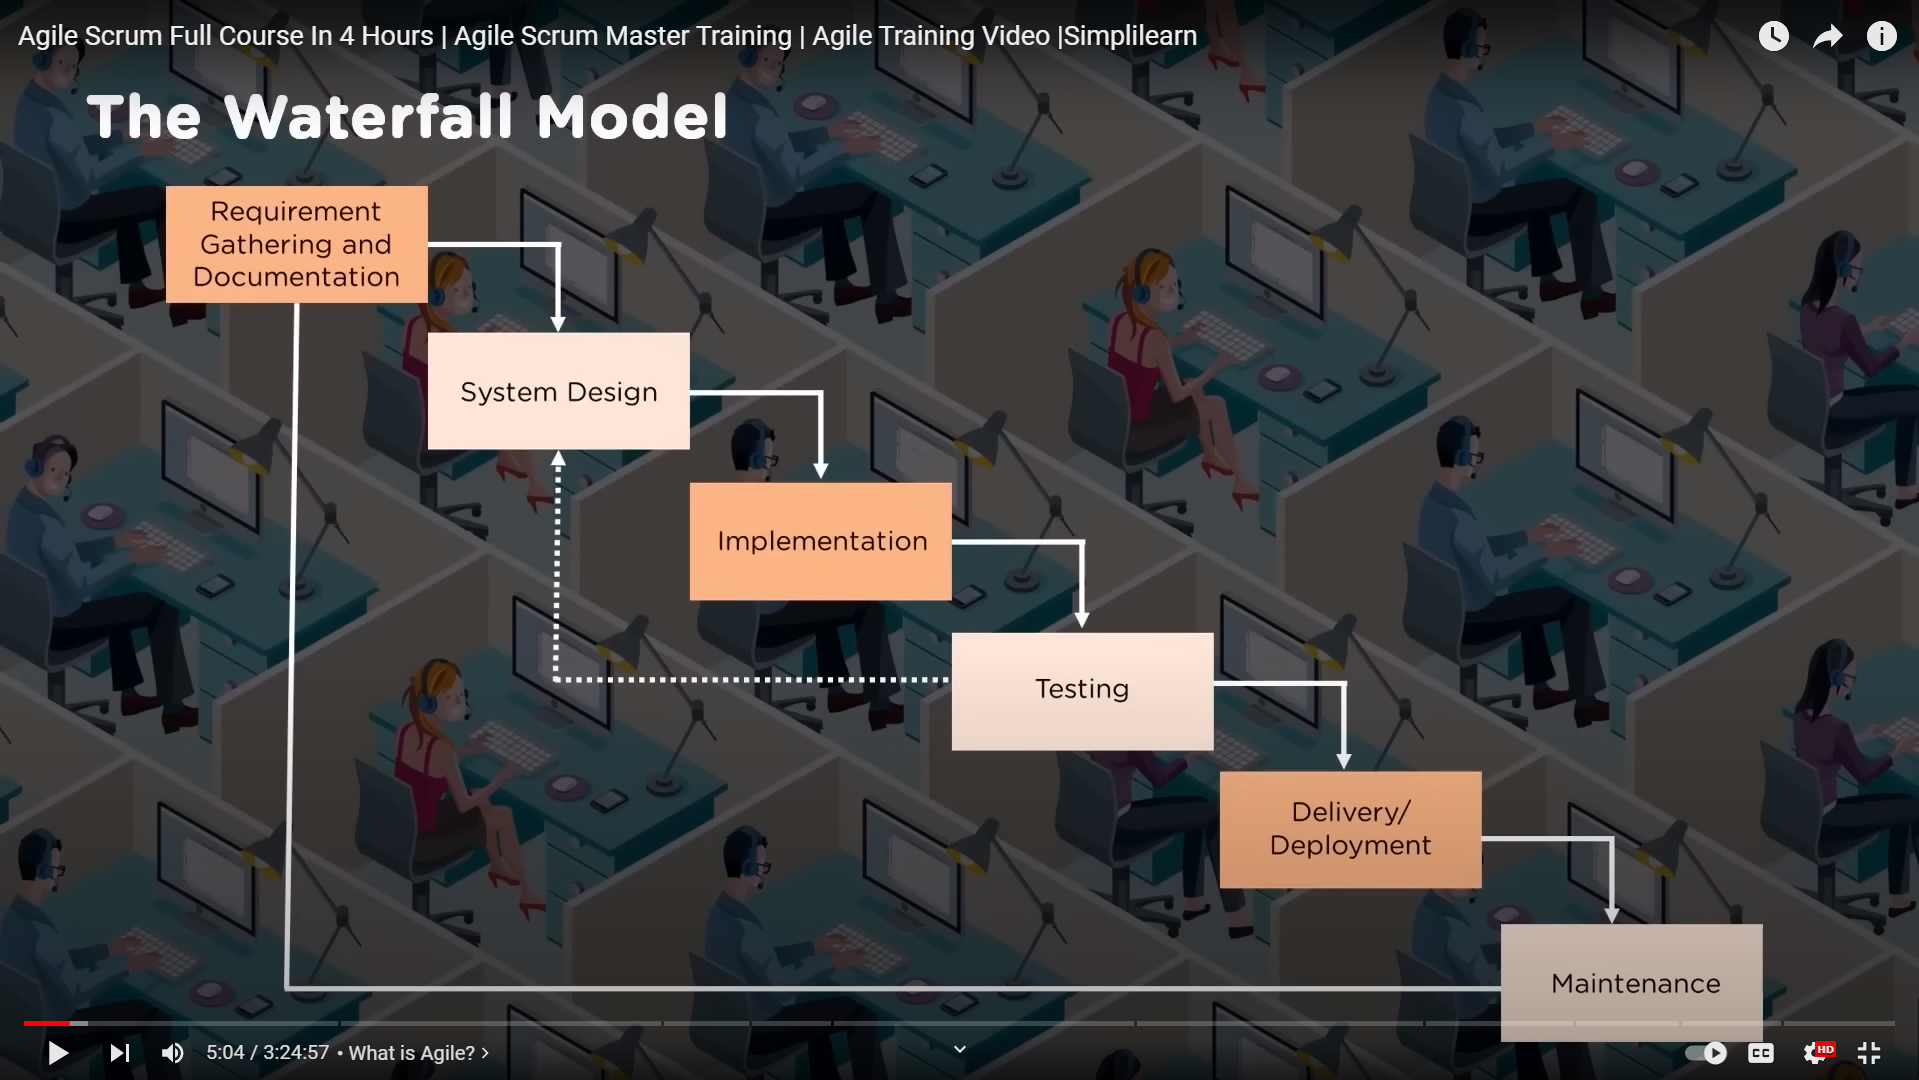 Agile Scrum Full Course In 4 Hours | Agile Scrum Master Training | Agile Training Video |Simplilearn
The Waterfall Model
Requirement
Gathering and
Documentation
System Design
Implementation
Testing
Delivery/
Deployment
Maintenance
5:04 / 3:24:57 • What is Agile? ›
CC
HD